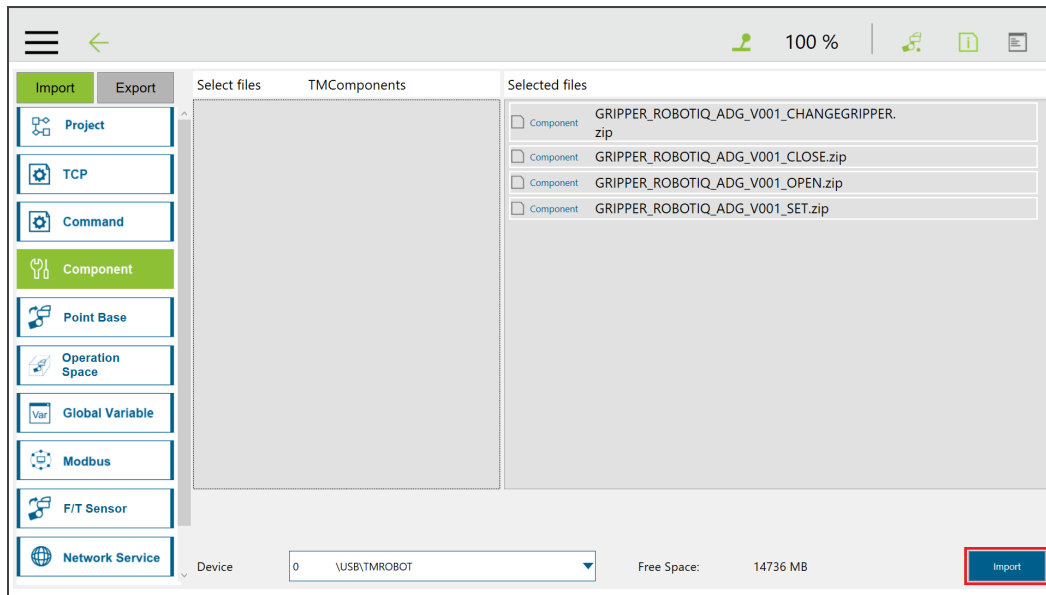 100 %
Import
Export
Select files
TMComponents
Selected files
Project
TCP
Command
Component
Point Base
Operation
Space
Var
Global Variable
Modbus
F/T Sensor
Network Service
Component
GRIPPER_ROBOTIQ_ADG_V001_CHANGEGRIPPER.
zip
Component
GRIPPER_ROBOTIQ_ADG_V001_CLOSE.zip
Component
GRIPPER_ROBOTIQ_ADG_V001_OPEN.zip
Component
GRIPPER_ROBOTIQ_ADG_V001_SET.zip
Device
0 \USB\TMROBOT
Free Space:
14736 MB
Import